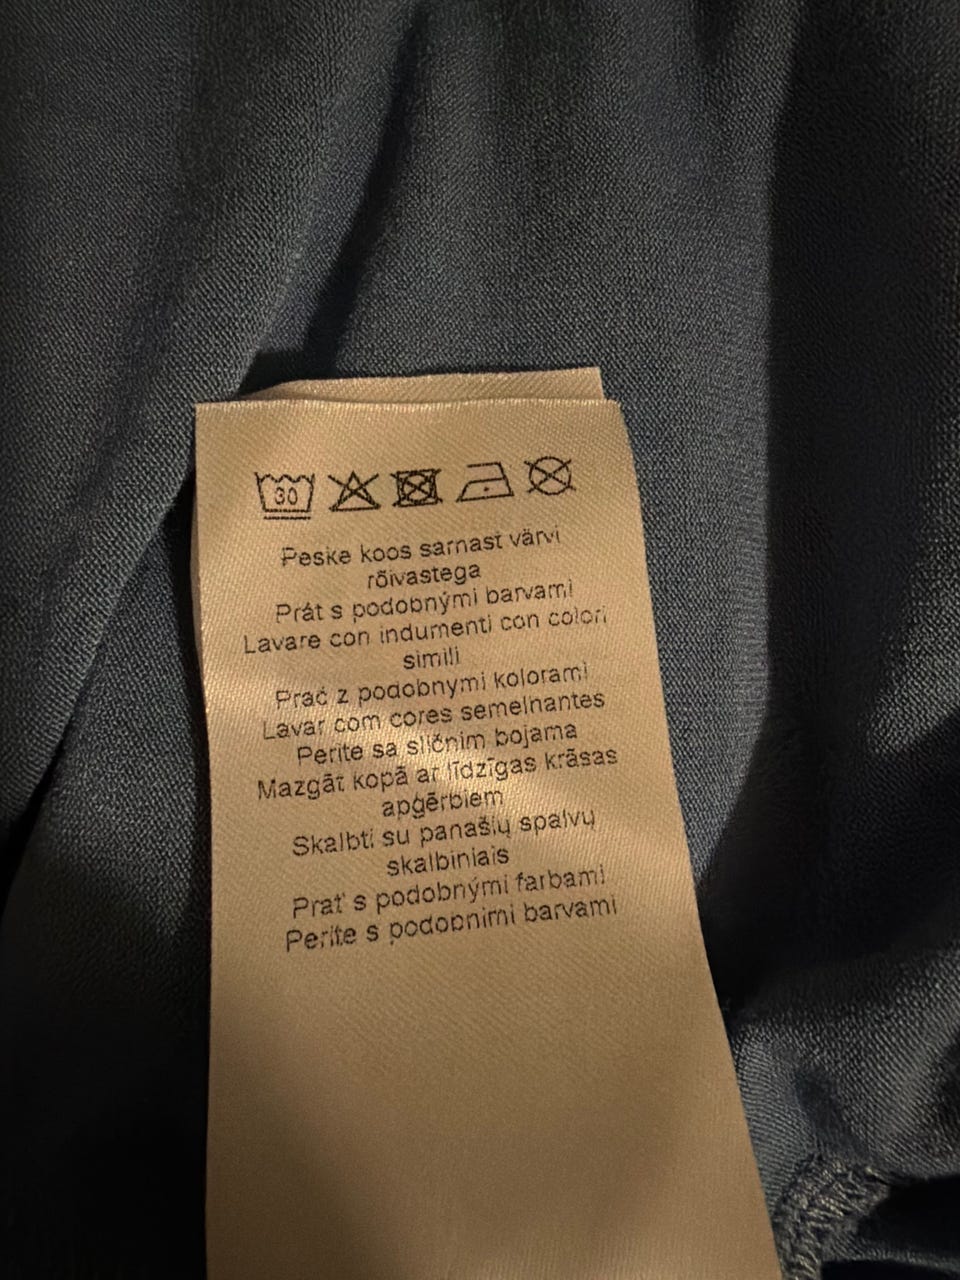 30
Peske koos sarnast värvi
rõivastega
Prát s podobnými barvami
Lavare con indumenti con colori
simili
Prać z podobnymi kolorami
Lavar com cores semelhantes
Perite sa sličnim bojama
Mazgāt kopā ar līdzīgas krāsas
apģērbiem
Skalbti su panašių spalvų
skalbiniais
Prať s podobnými farbami
Perite s podobnimi barvami